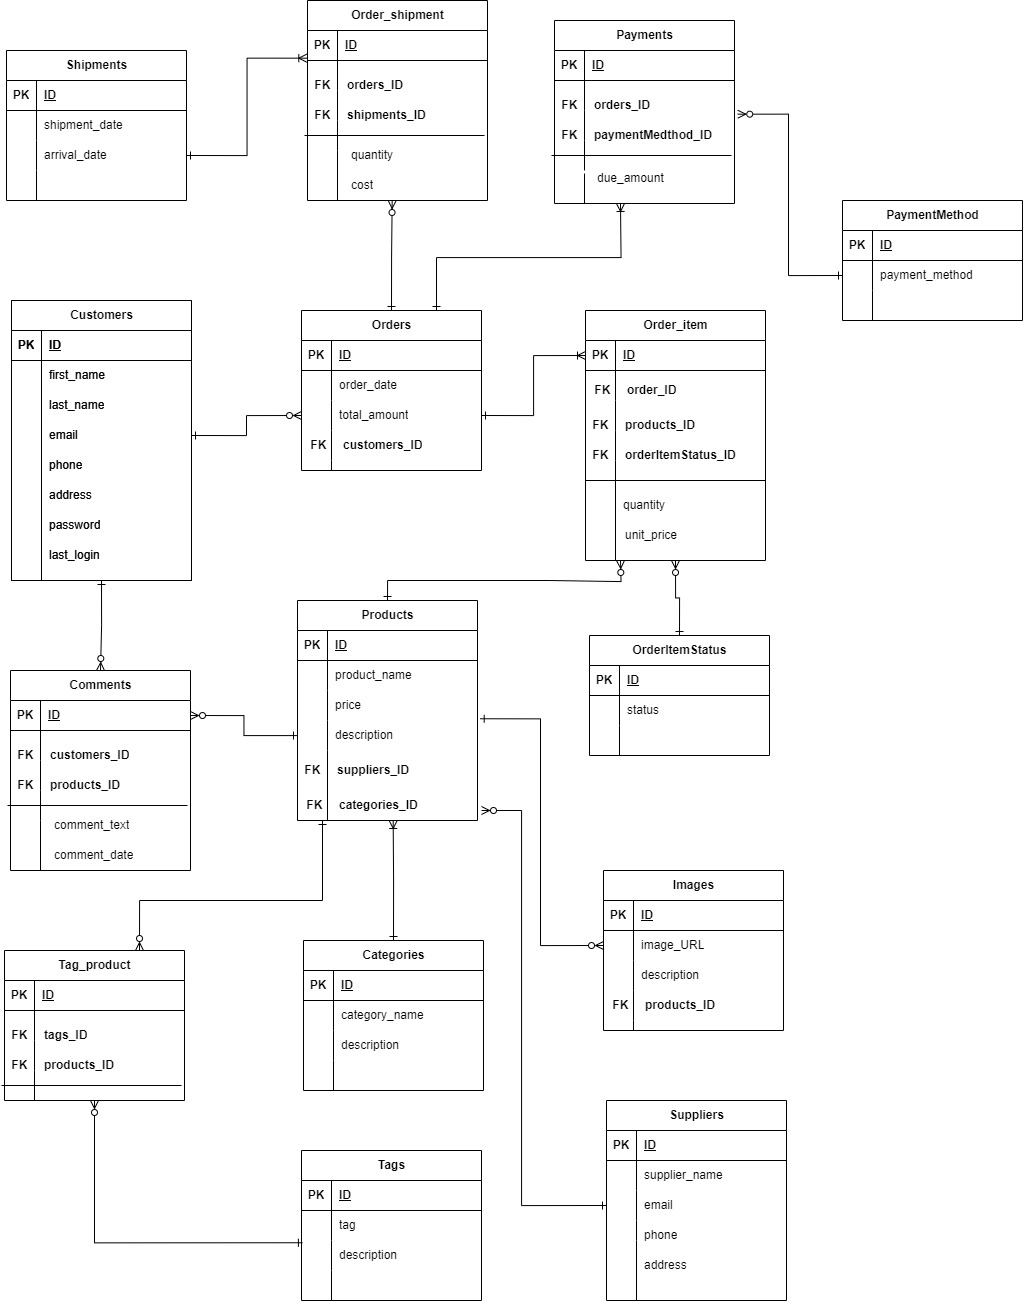 Order_shipment
PK ID
FK orders_ID
FK shipments_ID
quantity
cost
Payments
PK ID
FK orders_ID
FK paymentMedthod_ID
due_amount
Shipments
PK ID
shipment_date
arrival_date
PaymentMethod
PK ID
payment_method
Customers
PK ID
first_name
last_name
email
phone
address
password
last_login
Orders
PK ID
order_date
total_amount
FK customers_ID
Order_item
PK ID
FK order_ID
FK products_ID
FK orderItemStatus_ID
quantity
unit_price
Products
PK ID
product_name
price
description
FK suppliers_ID
FK categories_ID
OrderItemStatus
PK ID
status
Comments
PK ID
FK customers_ID
FK products_ID
comment_text
comment_date
Images
PK ID
image_URL
description
FK products_ID
Tag_product
PK ID
FK tags_ID
FK products_ID
Categories
PK ID
category_name
description
Suppliers
PK ID
supplier_name
email
phone
address
Tags
PK ID
tag
description